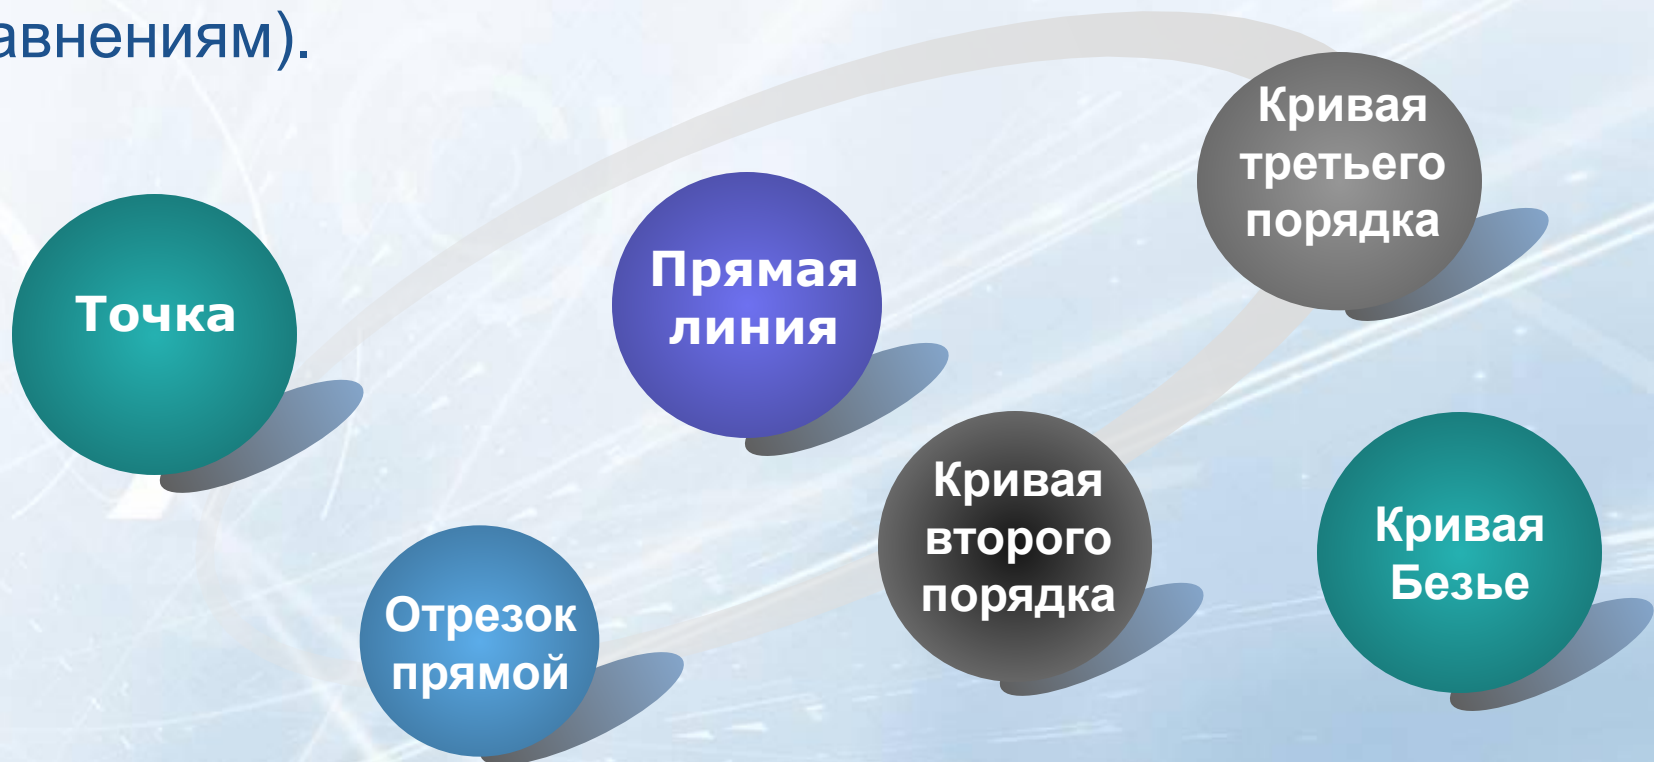 авнениям).
Точка
Прямая
линия
Кривая
третьего
порядка
Отрезок
прямой
Кривая
второго
порядка
Кривая
Безье